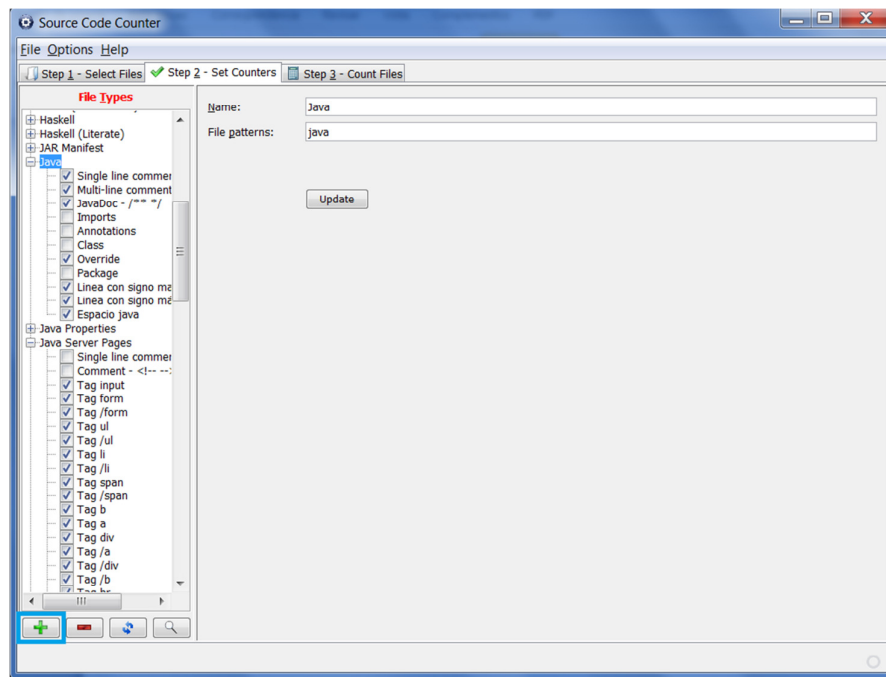 Source Code Counter
File Options Help
Step 1 - Select Files Step 2 - Set Counters Step 3 - Count Files
File Types
Haskell
Haskell (Literate)
JAR Manifest
Java
Single line commer
Multi-line comment
JavaDoc - /** */
Imports
Annotations
Class
Override
Package
Linea con signo ma
Linea con signo má
Espacio java
Java Properties
Java Server Pages
Single line commer
Comment - <!-- -->
Tag input
Tag form
Tag /form
Tag ul
Tag /ul
Tag li
Tag /li
Tag span
Tag /span
Tag b
Tag a
Tag div
Tag /a
Tag /div
Tag /b
Tag br
Name: Java
File patterns: java
Update